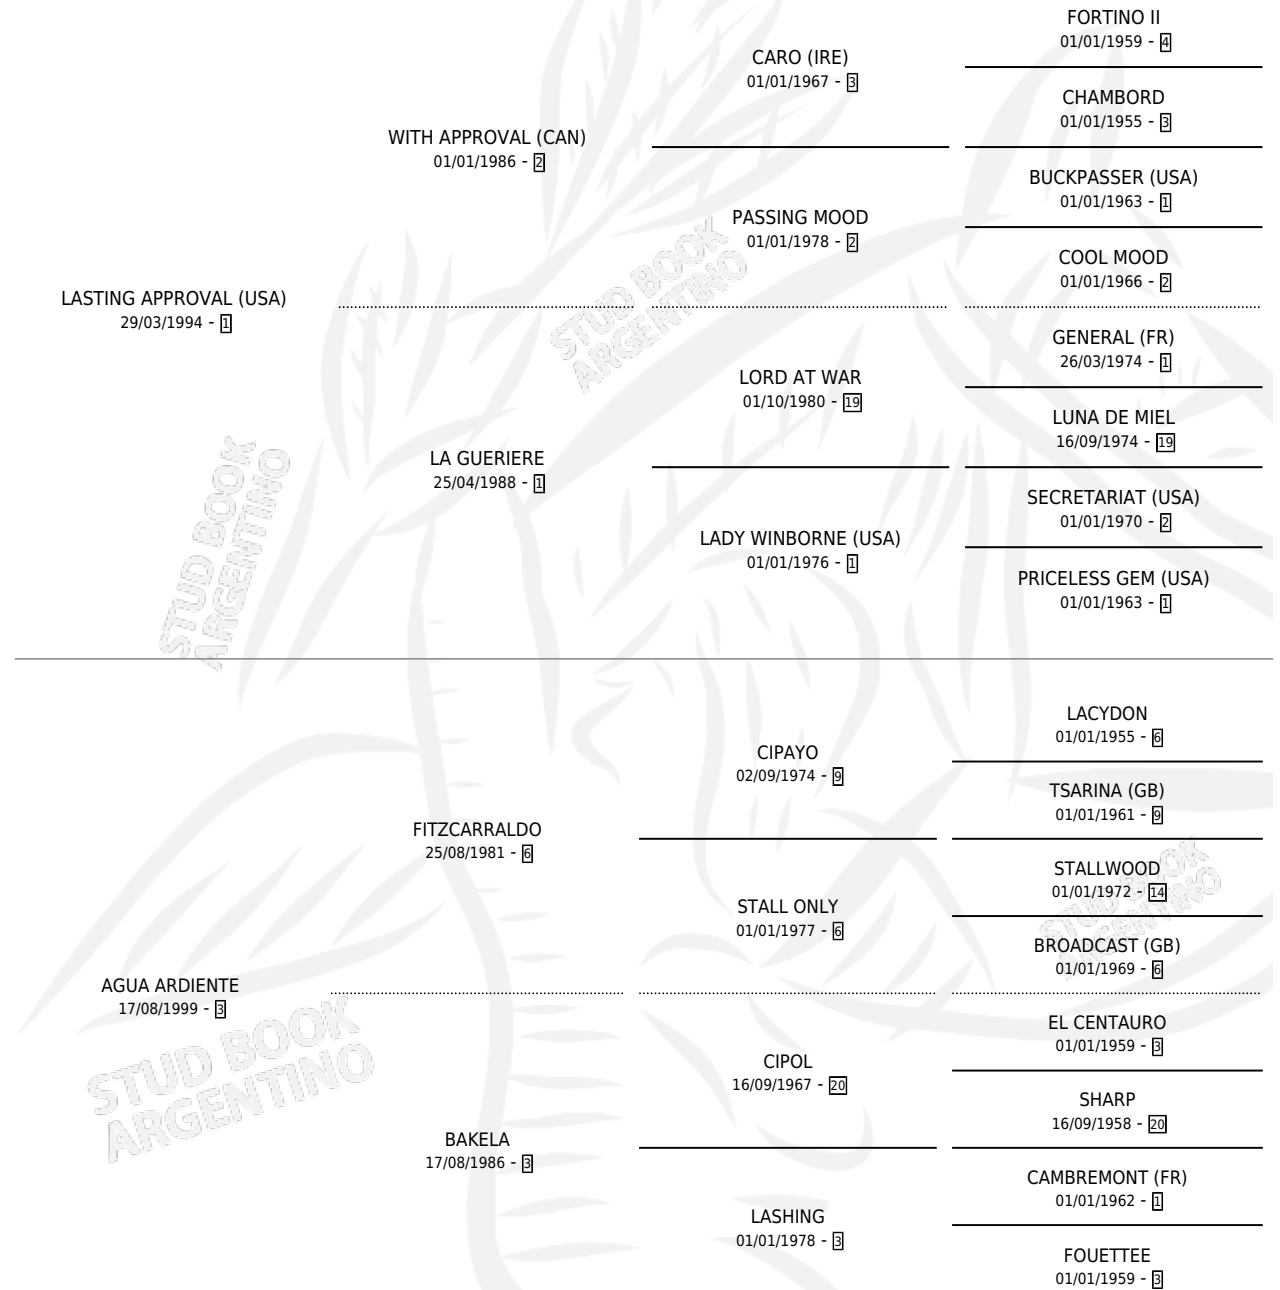 FORTINO II
01/01/1959 - 4
CARO (IRE)
01/01/1967 - 3
CHAMBORD
01/01/1955 - 3
WITH APPROVAL (CAN)
01/01/1986 - 2
BUCKPASSER (USA)
01/01/1963 - 1
PASSING MOOD
01/01/1978 - 2
COOL MOOD
01/01/1966 - 2
LASTING APPROVAL (USA)
29/03/1994 - 1
GENERAL (FR)
26/03/1974 - 1
LORD AT WAR
01/10/1980 - 19
LUNA DE MIEL
16/09/1974 - 19
LA GUERIERE
25/04/1988 - 1
SECRETARIAT (USA)
01/01/1970 - 2
LADY WINBORNE (USA)
01/01/1976 - 1
PRICELESS GEM (USA)
01/01/1963 - 1
STUD BOOK
ARGENTINO
STUD BOOK
ARGENTINO
LACYDON
01/01/1955 - 6
CIPAYO
02/09/1974 - 9
TSARINA (GB)
01/01/1961 - 9
FITZCARRALDO
25/08/1981 - 6
STALLWOOD
01/01/1972 - 14
STALL ONLY
01/01/1977 - 6
BROADCAST (GB)
01/01/1969 - 6
AGUA ARDIENTE
17/08/1999 - 3
EL CENTAURO
01/01/1959 - 3
CIPOL
16/09/1967 - 20
SHARP
16/09/1958 - 20
BAKELA
17/08/1986 - 3
CAMBREMONT (FR)
01/01/1962 - 1
LASHING
01/01/1978 - 3
FOUETTEE
01/01/1959 - 3
STUD BOOK
ARGENTINO
STUD BOOK
ARGENTINO